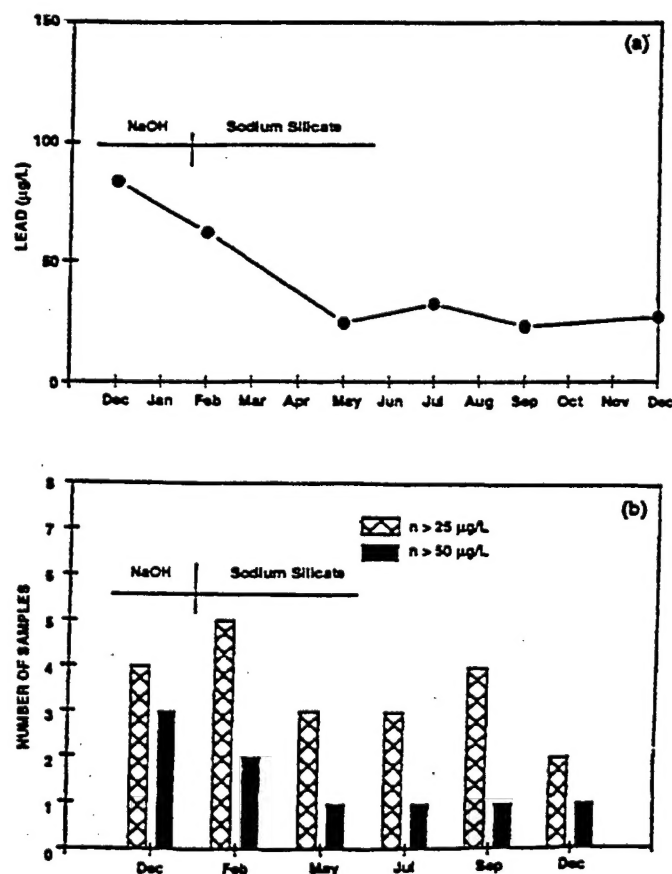 150
(a)
NaOH Sodium Silicate
100
LEAD (µg/L)
50
0
Dec Jan Feb Mar Apr May Jun Jul Aug Sep Oct Nov Dec
8
(b)
7
n > 25 µg/L
n > 50 µg/L
6
NaOH Sodium Silicate
5
NUMBER OF SAMPLES
4
3
2
1
0
Dec Feb May Jul Sep Dec